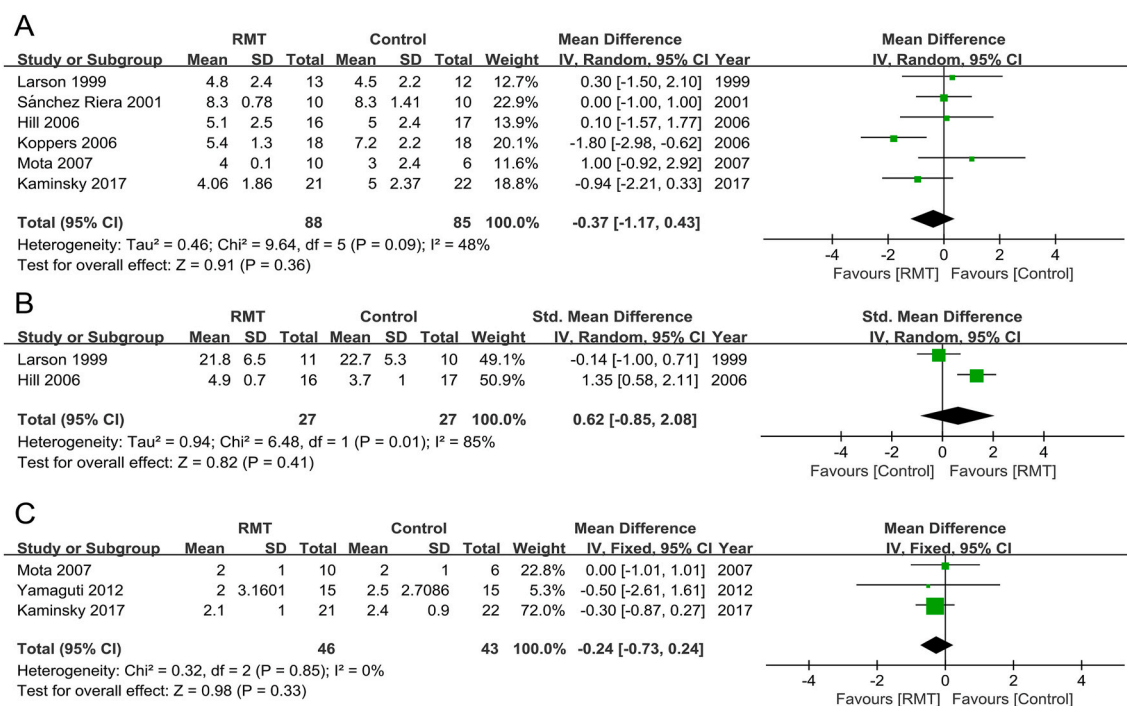 A
RMT Control Mean Difference Mean Difference
Study or Subgroup Mean SD Total Mean SD Total Weight IV, Random, 95% CI Year IV, Random, 95% CI
Larson 1999 4.8 2.4 13 4.5 2.2 12 12.7% 0.30 [-1.50, 2.10] 1999
Sánchez Riera 2001 8.3 0.78 10 8.3 1.41 10 22.9% 0.00 [-1.00, 1.00] 2001
Hill 2006 5.1 2.5 16 5 2.4 17 13.9% 0.10 [-1.57, 1.77] 2006
Koppers 2006 5.4 1.3 18 7.2 2.2 18 20.1% -1.80 [-2.98, -0.62] 2006
Mota 2007 4 0.1 10 3 2.4 6 11.6% 1.00 [-0.92, 2.92] 2007
Kaminsky 2017 4.06 1.86 21 5 2.37 22 18.8% -0.94 [-2.21, 0.33] 2017
Total (95% CI) 88 85 100.0% -0.37 [-1.17, 0.43]
Heterogeneity: Tau² = 0.46; Chi² = 9.64, df = 5 (P = 0.09); I² = 48%
Test for overall effect: Z = 0.91 (P = 0.36)
-4 -2 0 2 4
Favours [RMT] Favours [Control]
B
RMT Control Std. Mean Difference Std. Mean Difference
Study or Subgroup Mean SD Total Mean SD Total Weight IV, Random, 95% CI Year IV, Random, 95% CI
Larson 1999 21.8 6.5 11 22.7 5.3 10 49.1% -0.14 [-1.00, 0.71] 1999
Hill 2006 4.9 0.7 16 3.7 1 17 50.9% 1.35 [0.58, 2.11] 2006
Total (95% CI) 27 27 100.0% 0.62 [-0.85, 2.08]
Heterogeneity: Tau² = 0.94; Chi² = 6.48, df = 1 (P = 0.01); I² = 85%
Test for overall effect: Z = 0.82 (P = 0.41)
-4 -2 0 2 4
Favours [Control] Favours [RMT]
C
RMT Control Mean Difference Mean Difference
Study or Subgroup Mean SD Total Mean SD Total Weight IV, Fixed, 95% CI Year IV, Fixed, 95% CI
Mota 2007 2 1 10 2 1 6 22.8% 0.00 [-1.01, 1.01] 2007
Yamaguti 2012 2 3.1601 15 2.5 2.7086 15 5.3% -0.50 [-2.61, 1.61] 2012
Kaminsky 2017 2.1 1 21 2.4 0.9 22 72.0% -0.30 [-0.87, 0.27] 2017
Total (95% CI) 46 43 100.0% -0.24 [-0.73, 0.24]
Heterogeneity: Chi² = 0.32, df = 2 (P = 0.85); I² = 0%
Test for overall effect: Z = 0.98 (P = 0.33)
-4 -2 0 2 4
Favours [RMT] Favours [Control]